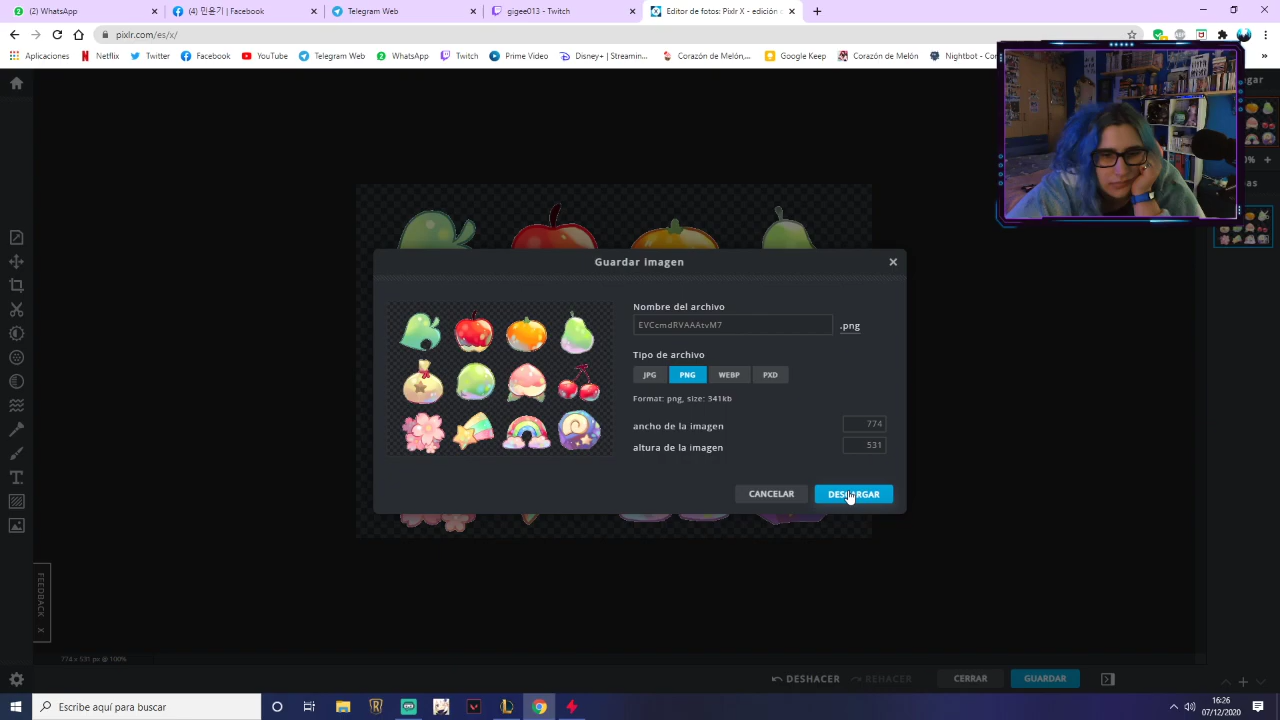 (2) WhatsApp
(4) 민윤기 | Facebook
Telegram Web
gigee013 - Twitch
Editor de fotos: Pixlr X - edición
pixlr.com/es/x/
Aplicaciones
Netflix
Twitter
Facebook
YouTube
Telegram Web
WhatsApp
Twitch
Prime Video
Disney+ | Streamin...
Corazón de Melón,...
Google Keep
Corazón de Melón
Nightbot - Con
gar
0%
as
Guardar imagen
Nombre del archivo
EVCcmdRVAAAtvM7
.png
Tipo de archivo
JPG
PNG
WEBP
PXD
Format: png, size: 341kb
ancho de la imagen
774
altura de la imagen
531
CANCELAR
DESCARGAR
FEEDBACK X
774 x 531 px @ 100%
DESHACER
REHACER
CERRAR
GUARDAR
Escribe aquí para buscar
16:26
07/12/2020